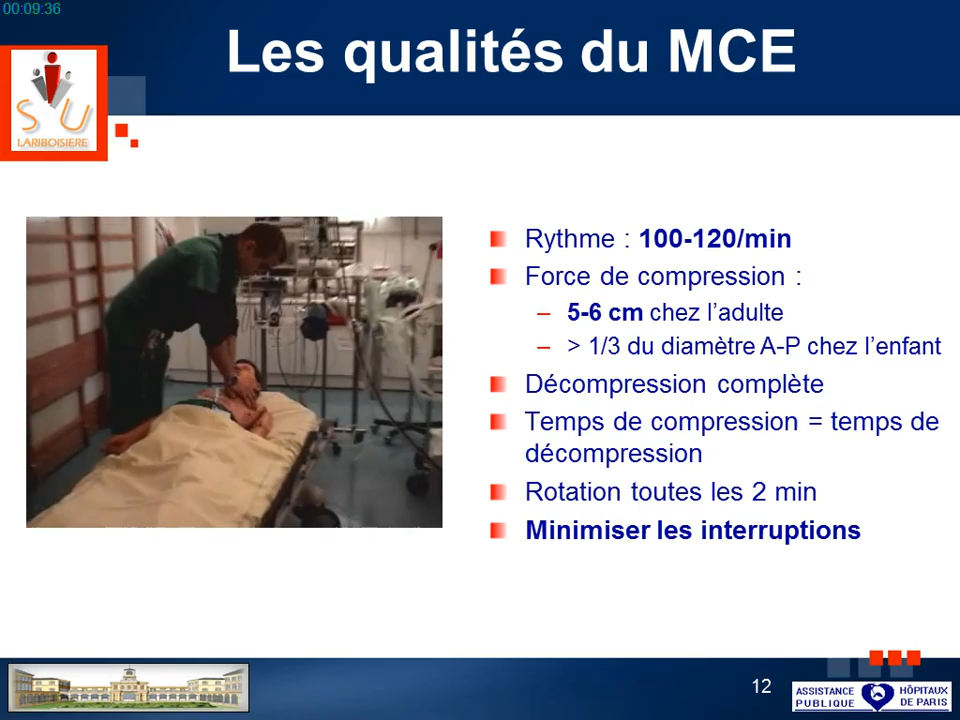 00:09:36
Les qualités du MCE
SU
LARIBOISIERE
Rythme : 100-120/min
Force de compression :
– 5-6 cm chez l’adulte
– > 1/3 du diamètre A-P chez l’enfant
Décompression complète
Temps de compression = temps de
décompression
Rotation toutes les 2 min
Minimiser les interruptions
12
ASSISTANCE PUBLIQUE
HÔPITAUX DE PARIS